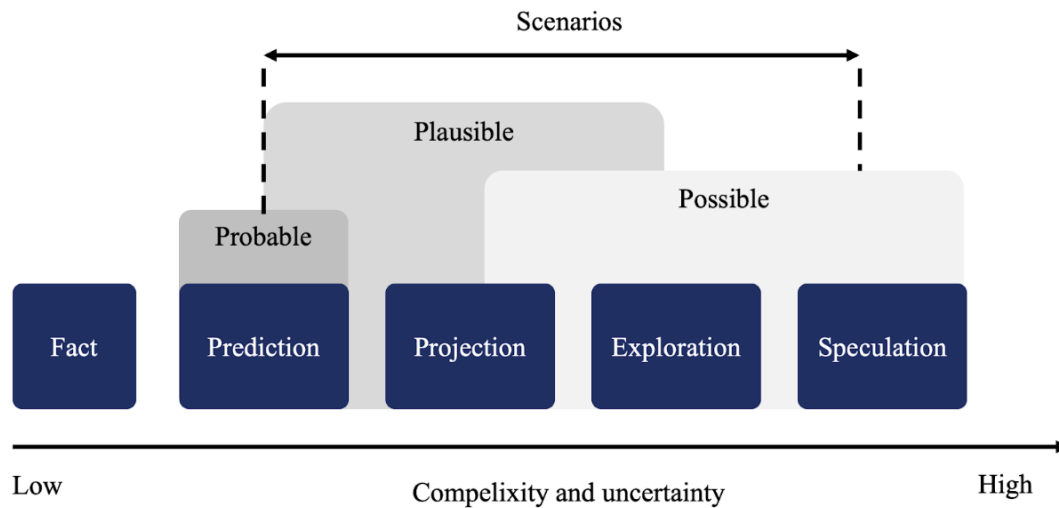 Scenarios
Plausible
Possible
Probable
Fact
Prediction
Projection
Exploration
Speculation
Low
Compelixity and uncertainty
High